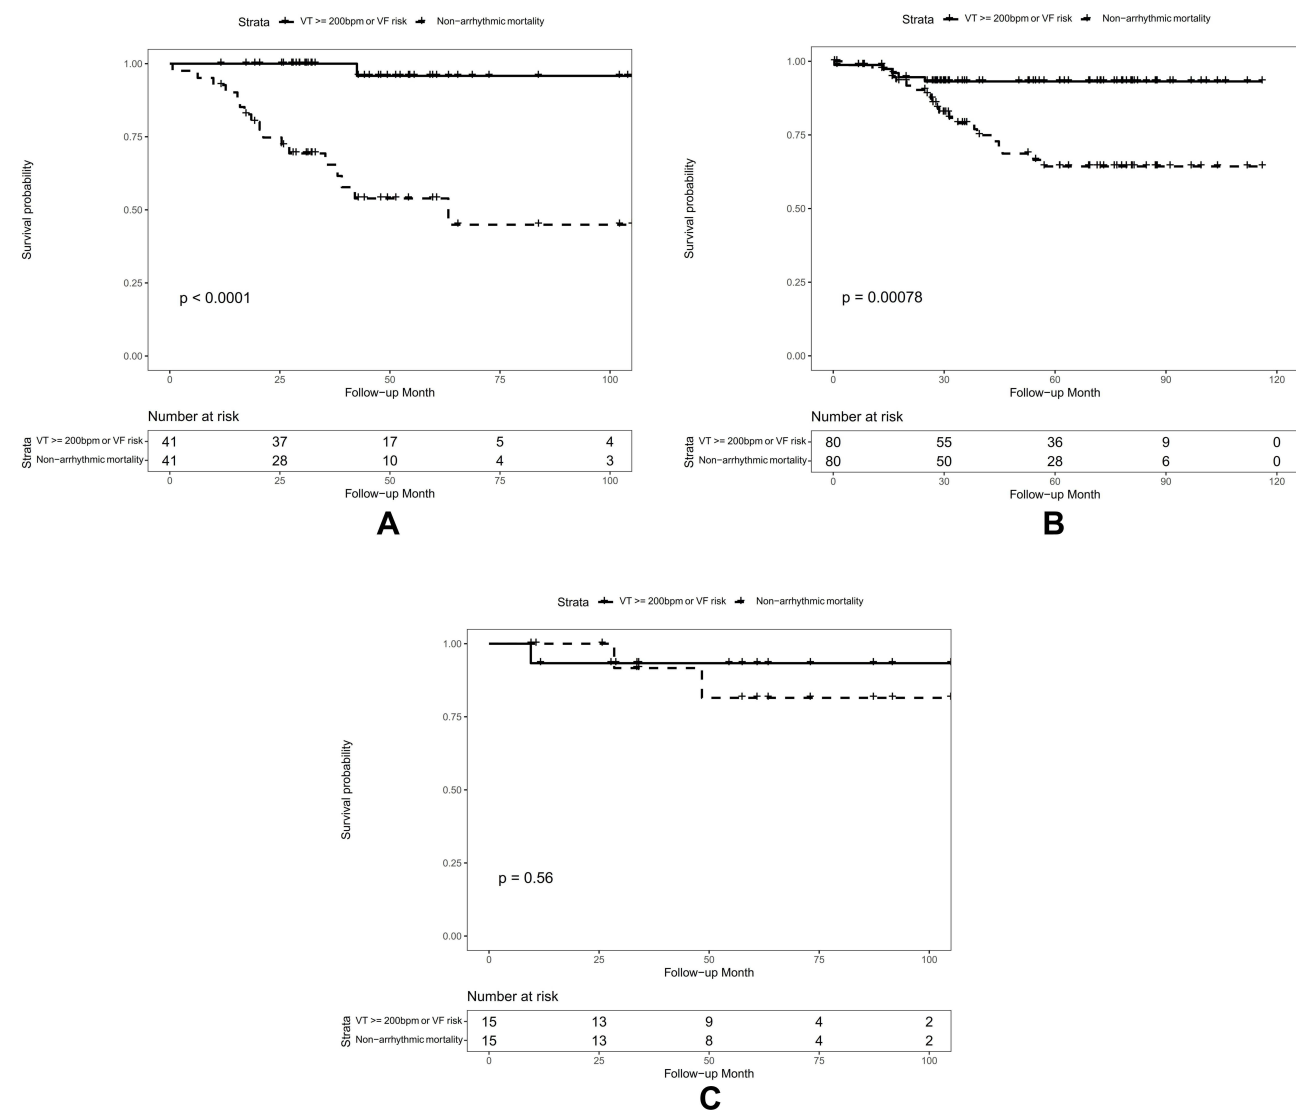 Strata VT >= 200bpm or VF risk Non-arrhythmic mortality
1.00
0.75
0.50
0.25
0.00
Survival probability
p < 0.0001
0 25 50 75 100
Follow-up Month
Number at risk
Strata
VT >= 200bpm or VF risk 41 37 17 5 4
Non-arrhythmic mortality 41 28 10 4 3
0 25 50 75 100
Follow-up Month
A
Strata VT >= 200bpm or VF risk Non-arrhythmic mortality
1.00
0.75
0.50
0.25
0.00
Survival probability
p = 0.00078
0 30 60 90 120
Follow-up Month
Number at risk
Strata
VT >= 200bpm or VF risk 80 55 36 9 0
Non-arrhythmic mortality 80 50 28 6 0
0 30 60 90 120
Follow-up Month
B
Strata VT >= 200bpm or VF risk Non-arrhythmic mortality
1.00
0.75
0.50
0.25
0.00
Survival probability
p = 0.56
0 25 50 75 100
Follow-up Month
Number at risk
Strata
VT >= 200bpm or VF risk 15 13 9 4 2
Non-arrhythmic mortality 15 13 8 4 2
0 25 50 75 100
Follow-up Month
C